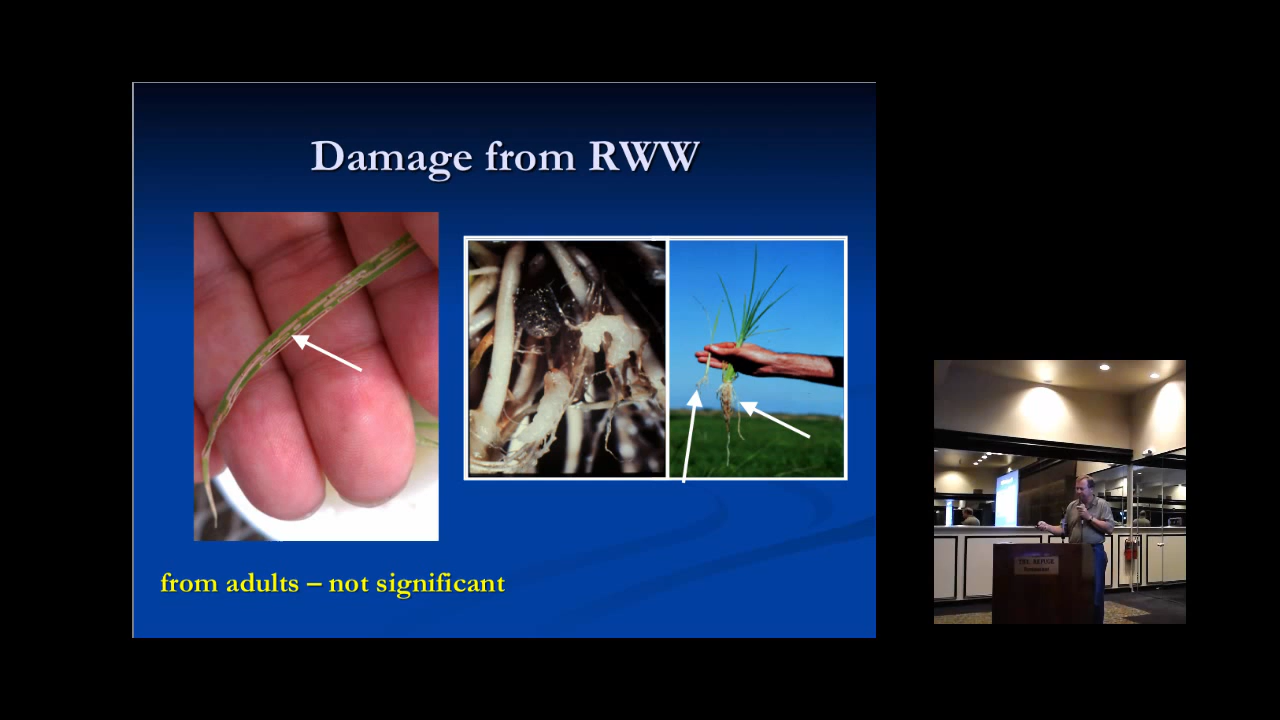 Damage from RWW
from adults – not significant